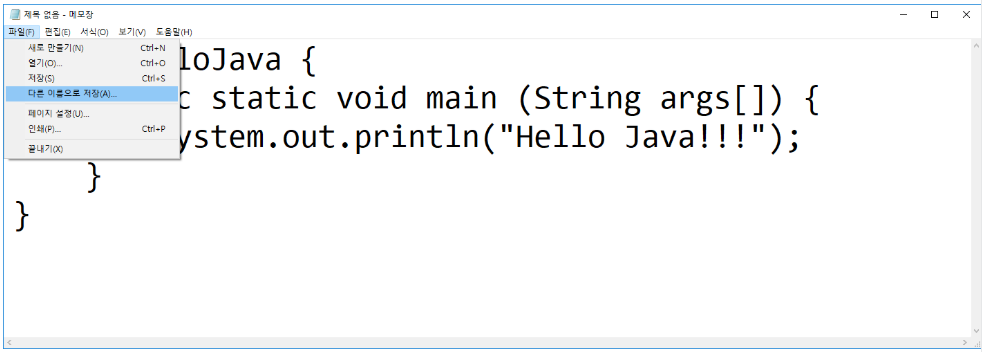 제목 없음 - 메모장
파일(F) 편집(E) 서식(O) 보기(V) 도움말(H)
새로 만들기(N) Ctrl+N
열기(O)... Ctrl+O
저장(S) Ctrl+S
다른 이름으로 저장(A)...
페이지 설정(U)...
인쇄(P)... Ctrl+P
끝내기(X)
loJava {
c static void main (String args[]) {
ystem.out.println("Hello Java!!!");
}
}